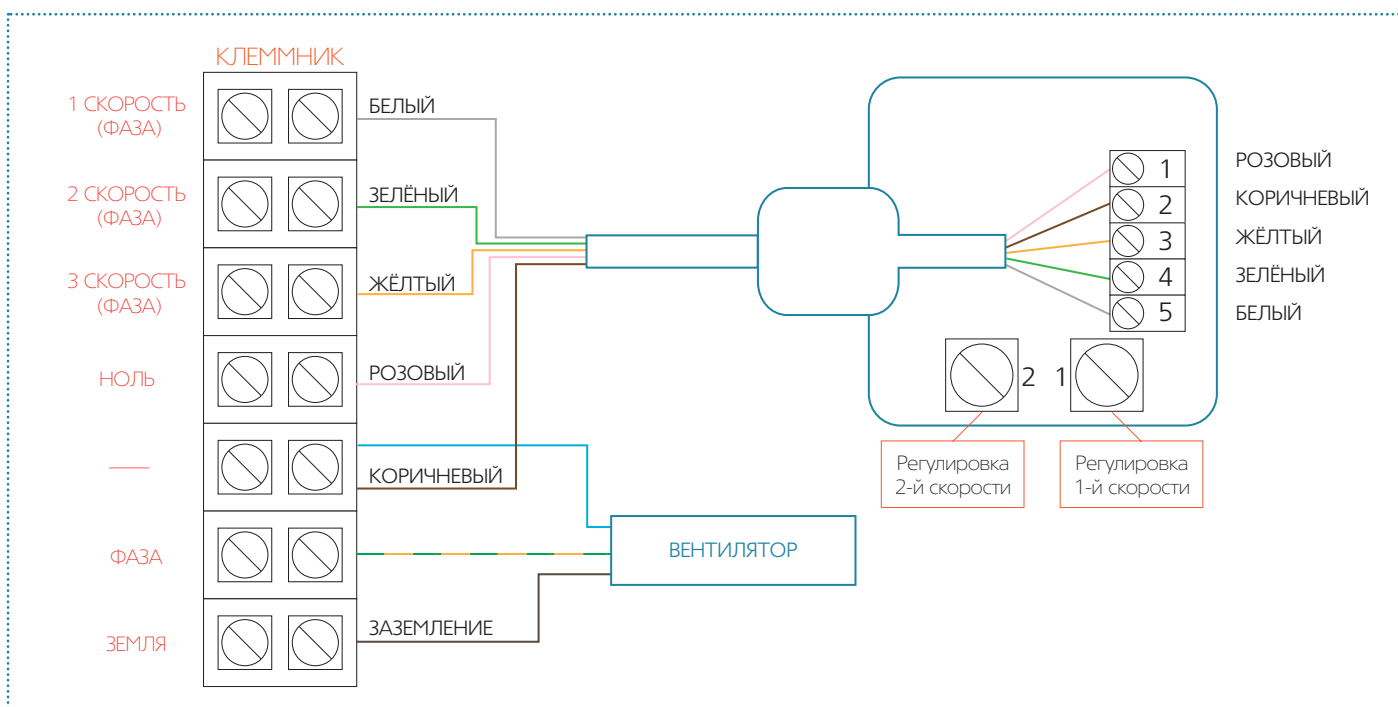 КЛЕММНИК
1 СКОРОСТЬ
(ФАЗА)
БЕЛЫЙ
2 СКОРОСТЬ
(ФАЗА)
ЗЕЛЁНЫЙ
3 СКОРОСТЬ
(ФАЗА)
ЖЁЛТЫЙ
НОЛЬ
РОЗОВЫЙ
КОРИЧНЕВЫЙ
ФАЗА
ЗЕМЛЯ
ЗАЗЕМЛЕНИЕ
ВЕНТИЛЯТОР
1 РОЗОВЫЙ
2 КОРИЧНЕВЫЙ
3 ЖЁЛТЫЙ
4 ЗЕЛЁНЫЙ
5 БЕЛЫЙ
2 1
Регулировка
2-й скорости
Регулировка
1-й скорости